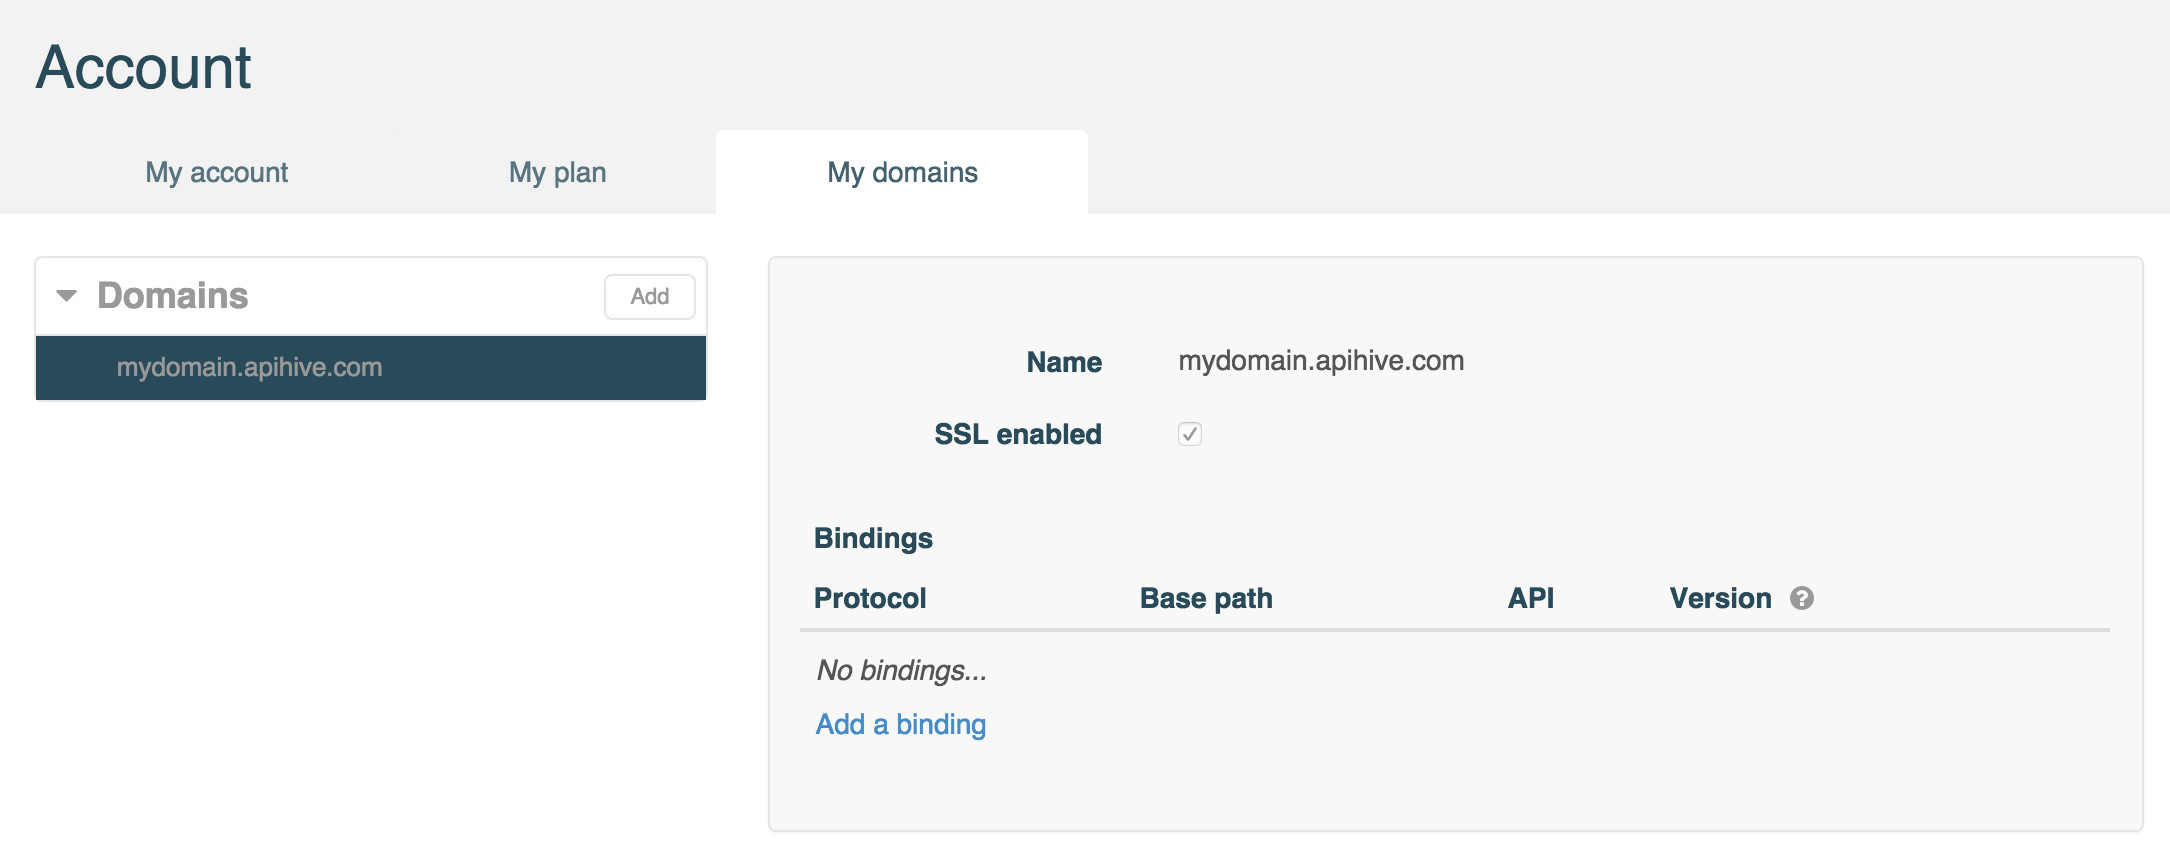 Account
My account
My plan
My domains
Domains
Add
mydomain.apihive.com
Name
mydomain.apihive.com
SSL enabled
Bindings
Protocol
Base path
API
Version
?
No bindings...
Add a binding